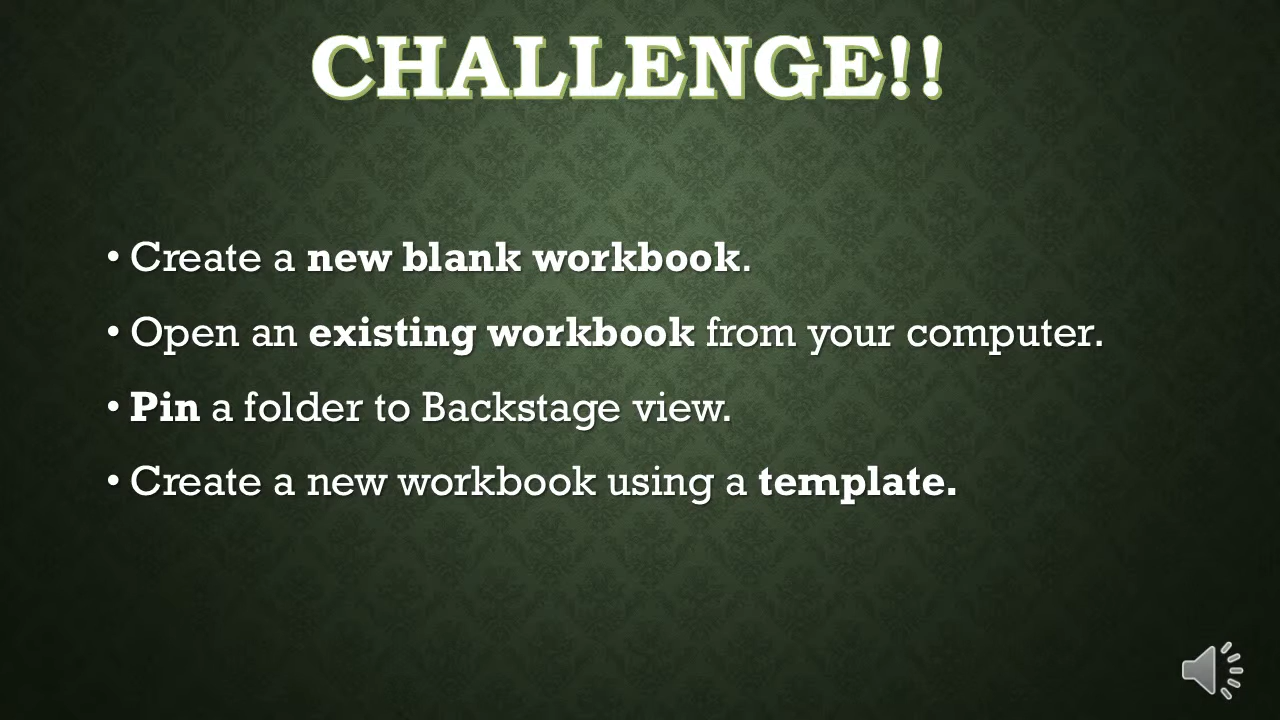 CHALLENGE!!
• Create a new blank workbook.
• Open an existing workbook from your computer.
• Pin a folder to Backstage view.
• Create a new workbook using a template.